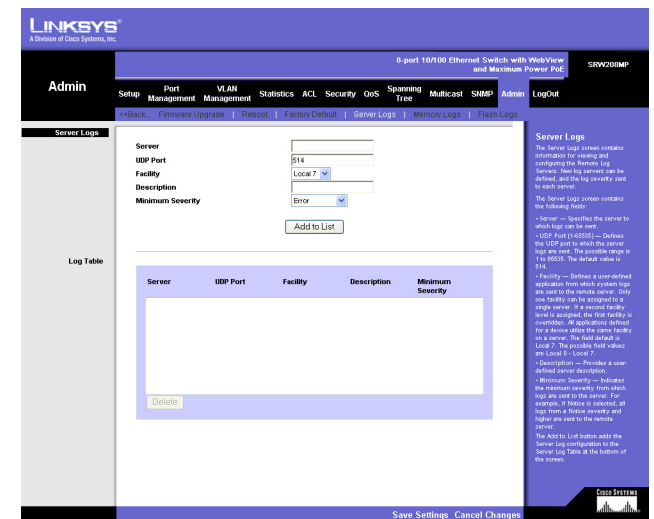 LINKSYS®
A Division of Cisco Systems, Inc.
8-port 10/100 Ethernet Switch with WebView
and Maximum Power PoE
SRW208MP
Admin
Setup Port Management VLAN Management Statistics ACL Security QoS Spanning Tree Multicast SNMP Admin LogOut
<<Back... Firmware Upgrade | Reboot | Factory Default | Server Logs | Memory Logs | Flash Logs
Server Logs
Server
UDP Port 514
Facility Local 7
Description
Minimum Severity Error
Add to List
Log Table
Server UDP Port Facility Description Minimum Severity
Delete
Server Logs
The Server Logs screen contains
information for viewing and
configuring the Remote Log
Servers. New log servers can be
defined, and the log severity sent
to each server.
The Server Logs screen contains
the following fields:
• Server — Specifies the server to
which logs can be sent.
• UDP Port (1-65535) — Defines
the UDP port to which the server
logs are sent. The possible range is
1 to 65535. The default value is
514.
• Facility — Defines a user-defined
application from which system logs
are sent to the remote server. Only
one facility can be assigned to a
single server. If a second facility
level is assigned, the first facility is
overridden. All applications defined
for a device utilize the same facility
on a server. The field default is
Local 7. The possible field values
are Local 0 - Local 7.
• Description — Provides a user-
defined server description.
• Minimum Severity — Indicates
the minimum severity from which
logs are sent to the server. For
example, if Notice is selected, all
logs from a Notice severity and
higher are sent to the remote
server.
The Add to List button adds the
Server Log configuration to the
Server Log Table at the bottom of
the screen.
Save Settings Cancel Changes
CISCO SYSTEMS